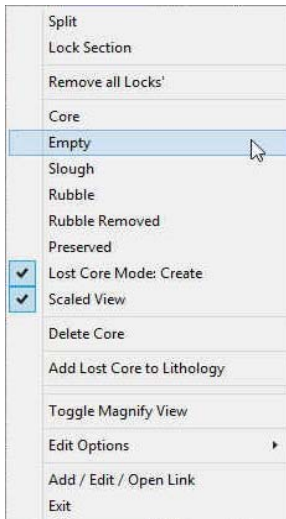 Split
Lock Section
Remove all Locks'
Core
Empty
Slough
Rubble
Rubble Removed
Preserved
Lost Core Mode: Create
Scaled View
Delete Core
Add Lost Core to Lithology
Toggle Magnify View
Edit Options
Add / Edit / Open Link
Exit